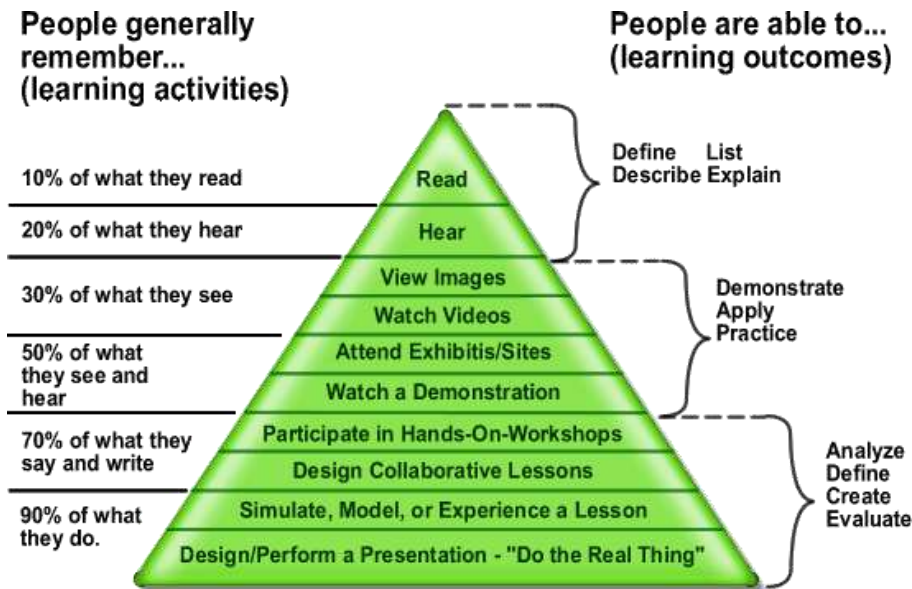 People generally
remember...
(learning activities)
People are able to...
(learning outcomes)
10% of what they read
20% of what they hear
30% of what they see
50% of what
they see and
hear
70% of what they
say and write
90% of what
they do.
Read
Hear
View Images
Watch Videos
Attend Exhibitis/Sites
Watch a Demonstration
Participate in Hands-On-Workshops
Design Collaborative Lessons
Simulate, Model, or Experience a Lesson
Design/Perform a Presentation - "Do the Real Thing"
Define List
Describe Explain
Demonstrate
Apply
Practice
Analyze
Define
Create
Evaluate